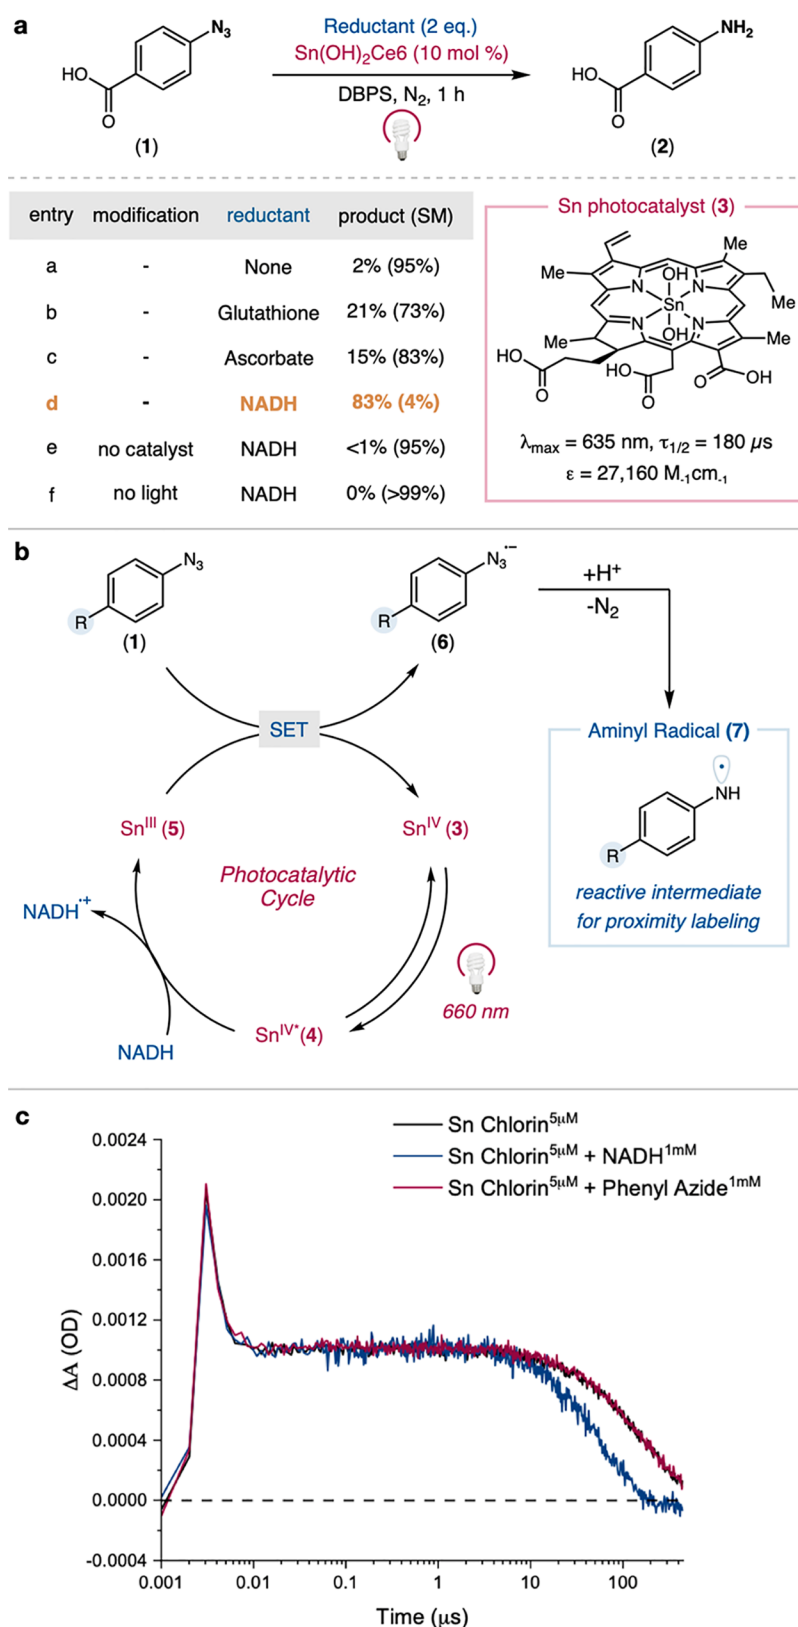 a
N₃
HO
O
(1)
Reductant (2 eq.)
Sn(OH)₂Ce6 (10 mol %)
DBPS, N₂, 1 h
NH₂
HO
O
(2)
entry modification reductant product (SM)
a - None 2% (95%)
b - Glutathione 21% (73%)
c - Ascorbate 15% (83%)
d - NADH 83% (4%)
e no catalyst NADH <1% (95%)
f no light NADH 0% (>99%)
Sn photocatalyst (3)
Me
Me OH
N N Me
Sn
N N
OH
Me Me
HO
O
HO
O
O OH
λmax = 635 nm, τ1/2 = 180 µs
ε = 27,160 M-1cm-1
b
N₃
R
(1)
N₃•−
R
(6)
+H⁺
-N₂
SET
Aminyl Radical (7)
NH
R
reactive intermediate
for proximity labeling
Snᴵᴵᴵ (5)
Snᴵⱽ (3)
Photocatalytic
Cycle
NADH•+
660 nm
Snᴵⱽ* (4)
NADH
c
Sn Chlorin⁵µᴹ
Sn Chlorin⁵µᴹ + NADH¹ᵐᴹ
Sn Chlorin⁵µᴹ + Phenyl Azide¹ᵐᴹ
0.0024
0.0020
0.0016
0.0012
0.0008
0.0004
0.0000
-0.0004
ΔA (OD)
0.001 0.01 0.1 1 10 100
Time (µs)